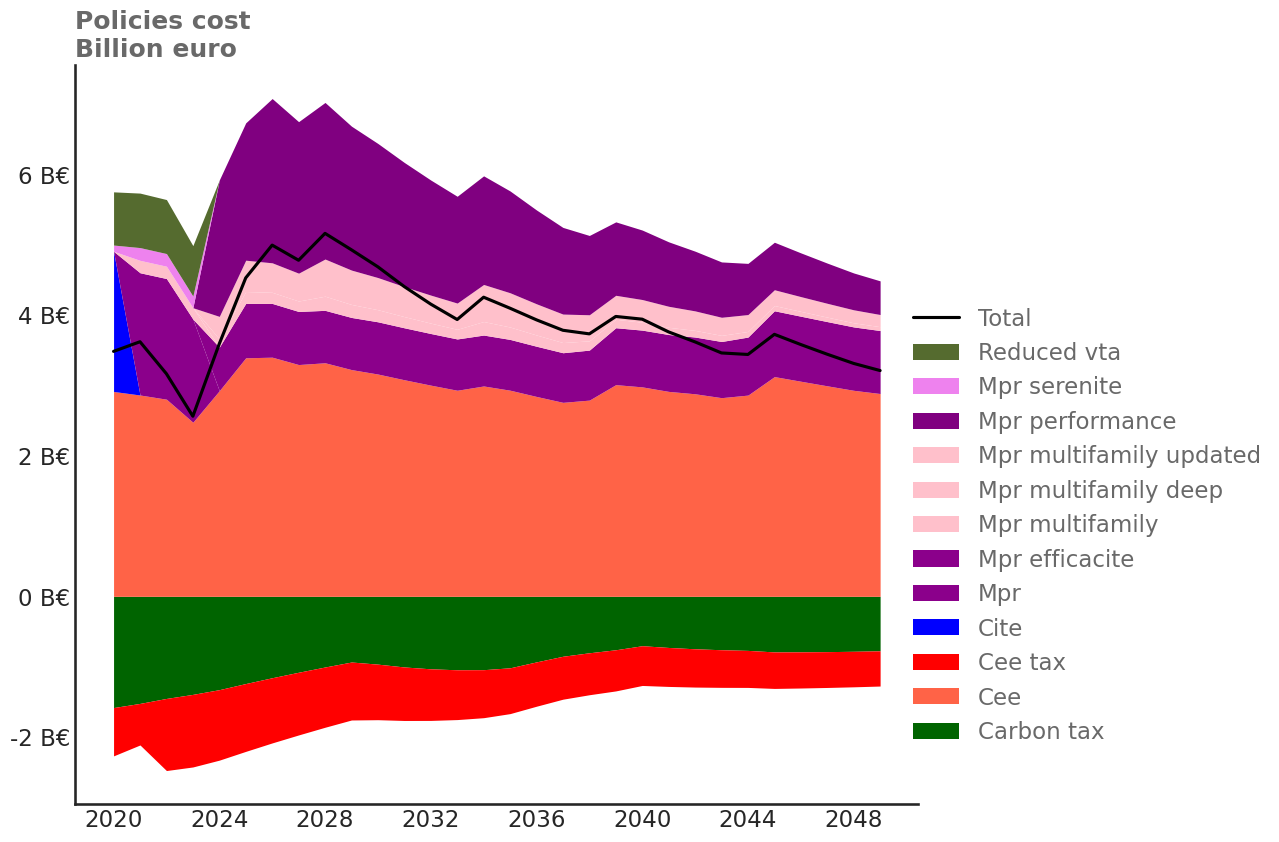 Policies cost
Billion euro
6 B€
4 B€
2 B€
0 B€
-2 B€
2020 2024 2028 2032 2036 2040 2044 2048
Total
Reduced vta
Mpr serenite
Mpr performance
Mpr multifamily updated
Mpr multifamily deep
Mpr multifamily
Mpr efficacite
Mpr
Cite
Cee tax
Cee
Carbon tax